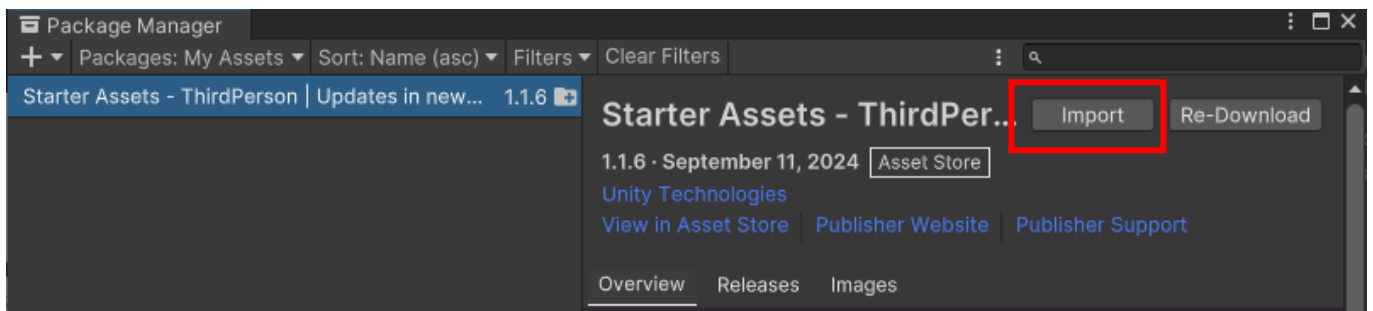 Package Manager
+ Packages: My Assets Sort: Name (asc) Filters Clear Filters
Starter Assets - ThirdPerson | Updates in new... 1.1.6
Starter Assets - ThirdPer... Import Re-Download
1.1.6 · September 11, 2024 Asset Store
Unity Technologies
View in Asset Store Publisher Website Publisher Support
Overview Releases Images